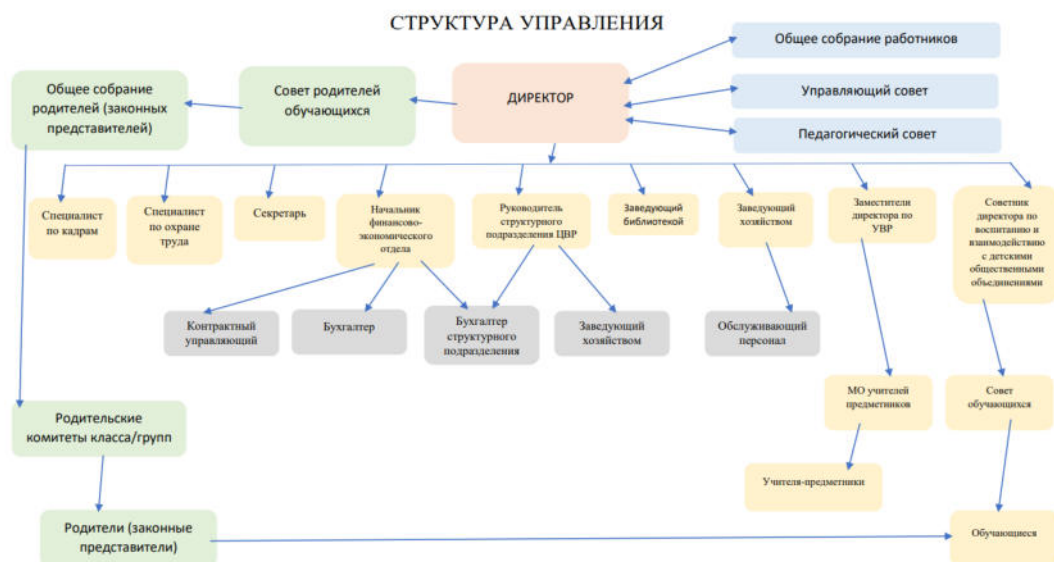 СТРУКТУРА УПРАВЛЕНИЯ
Общее собрание работников
Управляющий совет
Педагогический совет
Общее собрание
родителей (законных
представителей)
Совет родителей
обучающихся
ДИРЕКТОР
Специалист
по кадрам
Специалист
по охране
труда
Секретарь
Начальник
финансово-
экономического
отдела
Руководитель
структурного
подразделения ЦВР
Заведующий
библиотекой
Заведующий
хозяйством
Заместители
директора по
УВР
Советник
директора по
воспитанию и
взаимодействию
с детскими
общественными
объединениями
Контрактный
управляющий
Бухгалтер
Бухгалтер
структурного
подразделения
Заведующий
хозяйством
Обслуживающий
персонал
Родительские
комитеты класса/групп
МО учителей
предметников
Совет
обучающихся
Учителя-предметники
Родители (законные
представители)
Обучающиеся